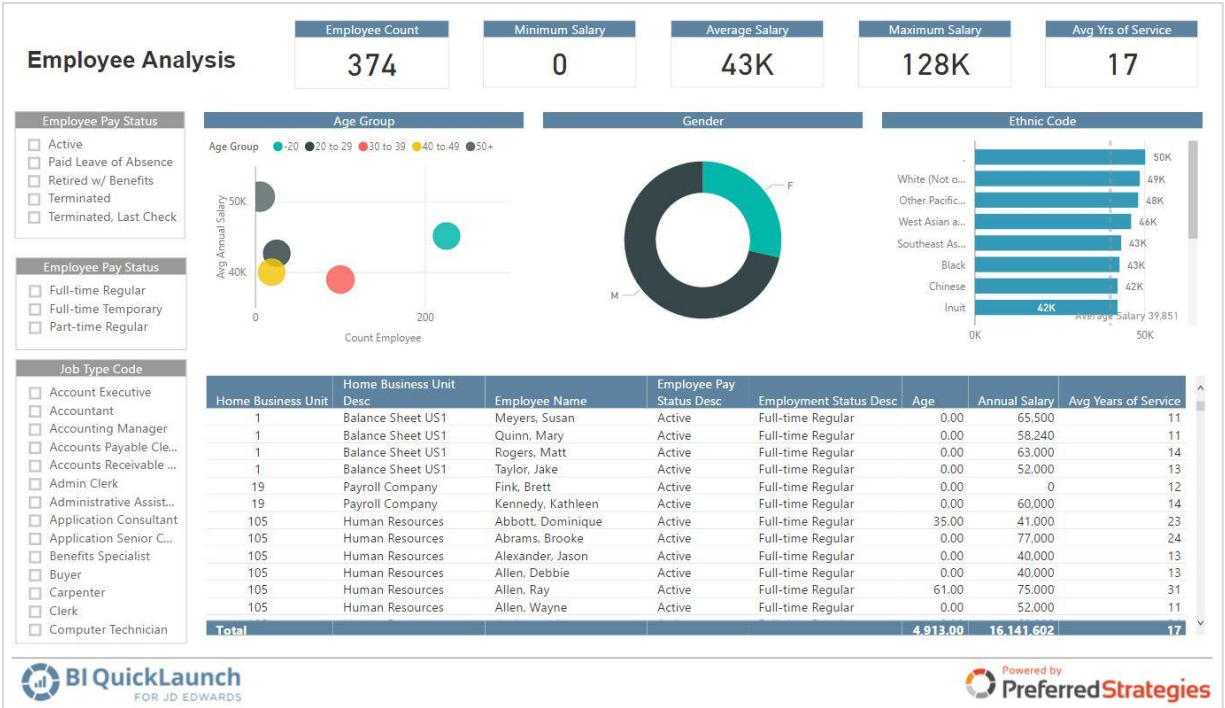 Employee Analysis
Employee Count
374
Minimum Salary
0
Average Salary
43K
Maximum Salary
128K
Avg Yrs of Service
17
Employee Pay Status
Active
Paid Leave of Absence
Retired w/ Benefits
Terminated
Terminated, Last Check
Employee Pay Status
Full-time Regular
Full-time Temporary
Part-time Regular
Job Type Code
Account Executive
Accountant
Accounting Manager
Accounts Payable Cle...
Accounts Receivable ...
Admin Clerk
Administrative Assist...
Application Consultant
Application Senior C...
Benefits Specialist
Buyer
Carpenter
Clerk
Computer Technician
Age Group
Age Group -20 20 to 29 30 to 39 40 to 49 50+
Avg Annual Salary
50K
40K
0 200
Count Employee
Gender
F
M
Ethnic Code
. 50K
White (Not o... 49K
Other Pacific... 48K
West Asian a... 46K
Southeast As... 43K
Black 43K
Chinese 42K
Inuit 42K
Average Salary 39,851
0K 50K
Home Business Unit Home Business Unit Desc Employee Name Employee Pay Status Desc Employment Status Desc Age Annual Salary Avg Years of Service
1 Balance Sheet US1 Meyers, Susan Active Full-time Regular 0.00 65,500 11
1 Balance Sheet US1 Quinn, Mary Active Full-time Regular 0.00 58,240 11
1 Balance Sheet US1 Rogers, Matt Active Full-time Regular 0.00 63,000 14
1 Balance Sheet US1 Taylor, Jake Active Full-time Regular 0.00 52,000 13
19 Payroll Company Fink, Brett Active Full-time Regular 0.00 0 12
19 Payroll Company Kennedy, Kathleen Active Full-time Regular 0.00 60,000 14
105 Human Resources Abbott, Dominique Active Full-time Regular 35.00 41,000 23
105 Human Resources Abrams, Brooke Active Full-time Regular 0.00 77,000 24
105 Human Resources Alexander, Jason Active Full-time Regular 0.00 40,000 13
105 Human Resources Allen, Debbie Active Full-time Regular 0.00 40,000 13
105 Human Resources Allen, Ray Active Full-time Regular 61.00 75,000 31
105 Human Resources Allen, Wayne Active Full-time Regular 0.00 52,000 11
Total 4,913.00 16,141,602 17
BI QuickLaunch
FOR JD EDWARDS
Powered by
PreferredStrategies